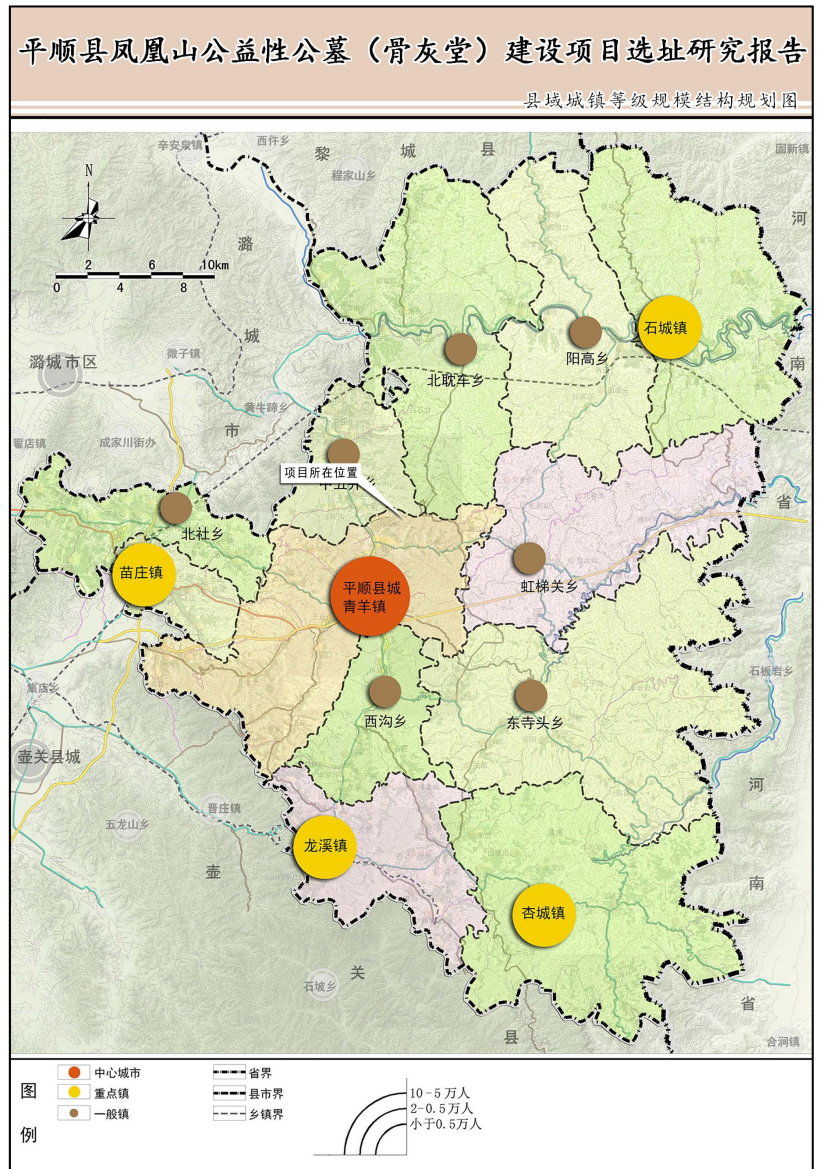 平顺县凤凰山公益性公墓（骨灰堂）建设项目选址研究报告
县域城镇等级规模结构规划图
辛安泉镇
西仵乡
黎城县
固新镇
程家山乡
N
河
潞
2 6 10km
0 4 8
城
石城镇
阳高乡
微子镇
北耽车乡
潞城市区
南
黄牛蹄乡
市
成家川街办
项目所在位置
省
北社乡
苗庄镇
虹梯关乡
平顺县城
青羊镇
石板岩乡
集店乡
西沟乡
东寺头乡
壶关县城
河
晋庄镇
五龙山乡
龙溪镇
壶
南
杏城镇
关
石坡乡
省
县
合涧镇
图例
中心城市
重点镇
一般镇
省界
县市界
乡镇界
10-5万人
2-0.5万人
小于0.5万人